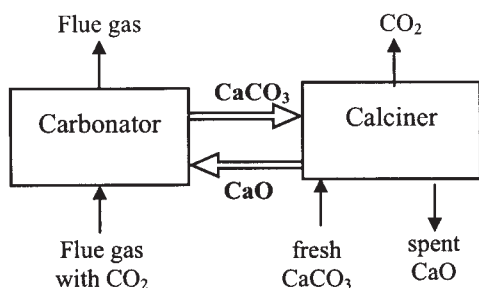 Flue gas
CO₂
Carbonator
CaCO₃
Calciner
CaO
Flue gas
with CO₂
fresh
CaCO₃
spent
CaO